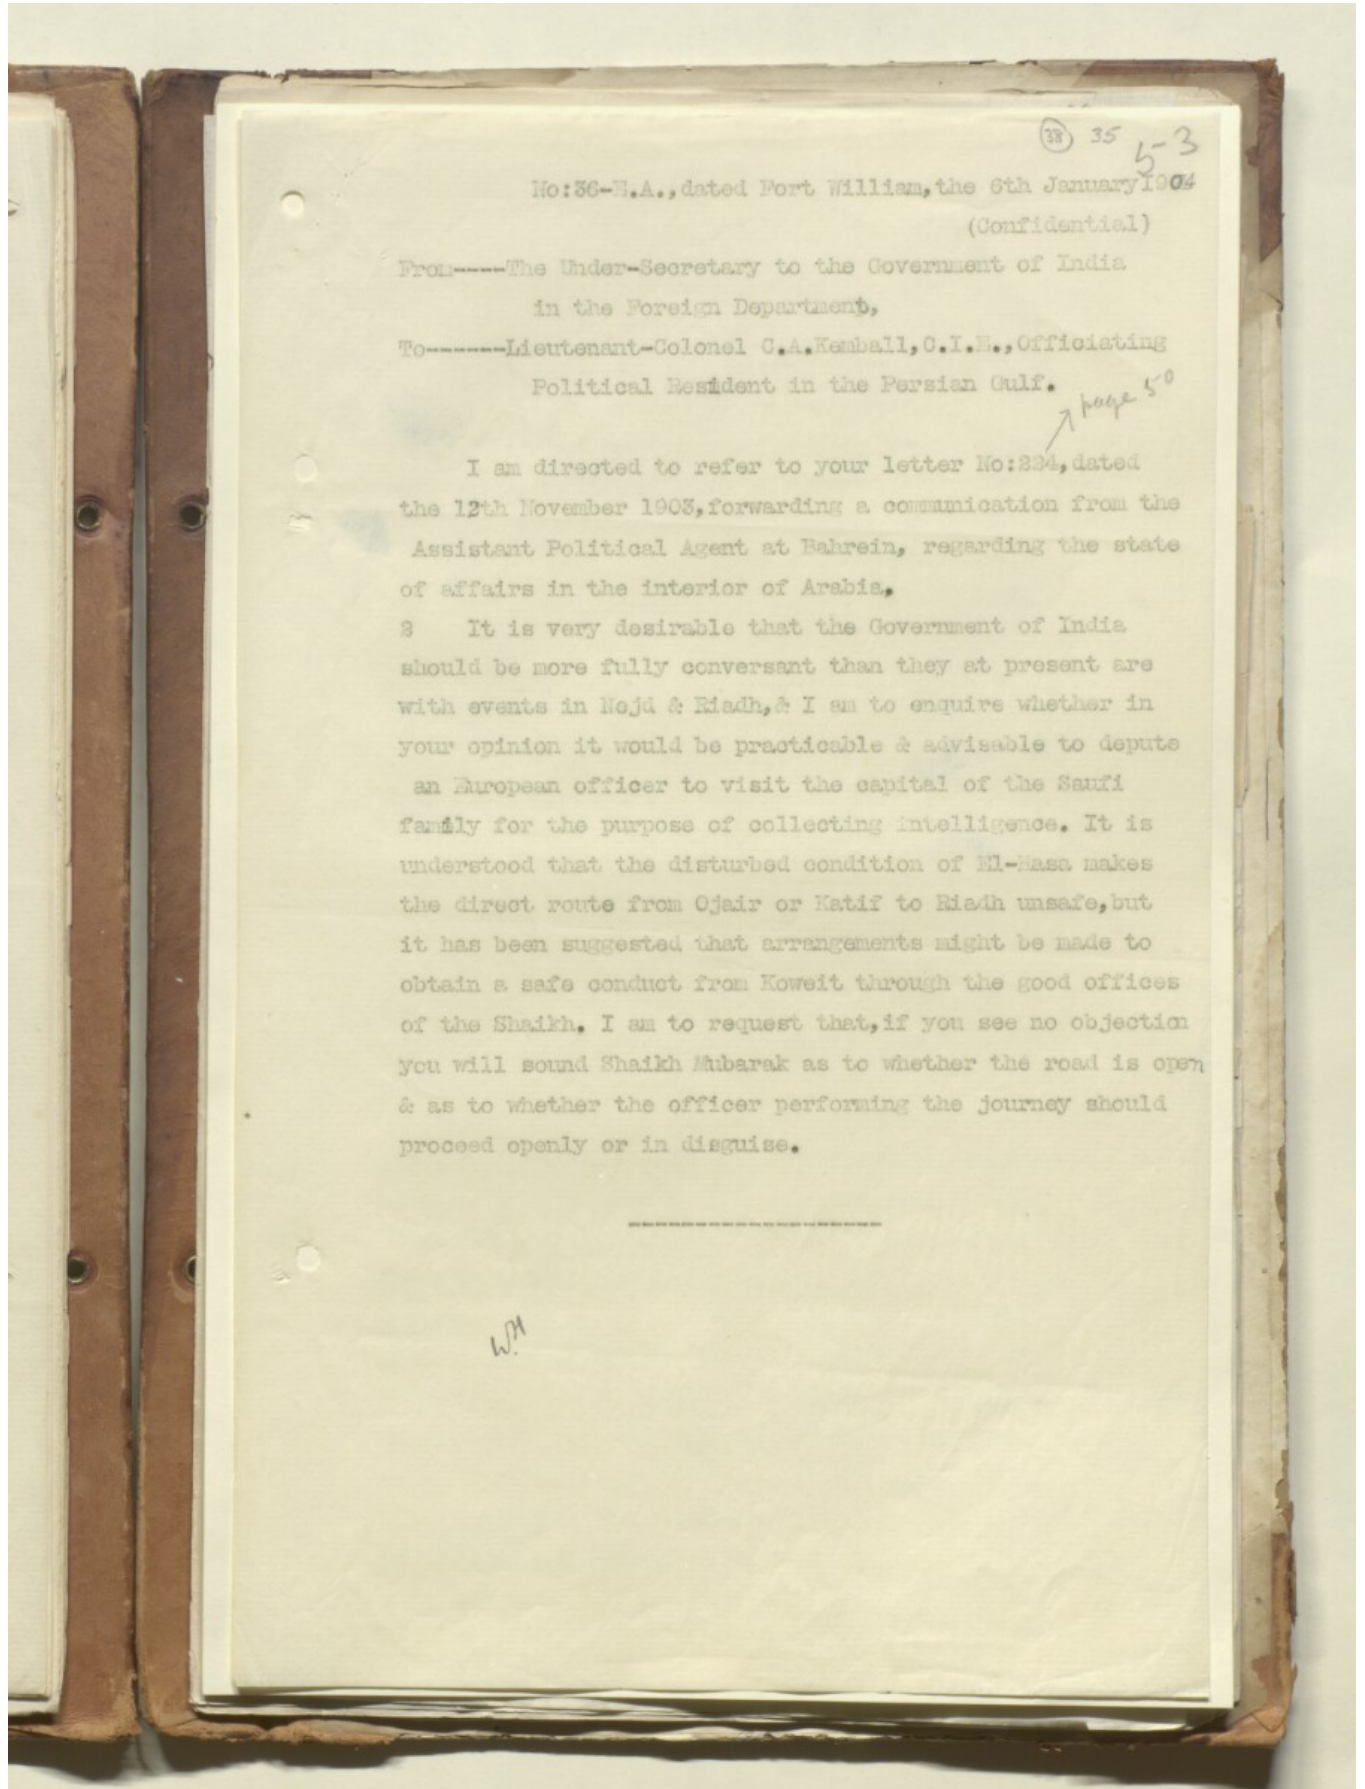 38 35
53
No:36-E.A.,dated Fort William,the 6th January 1904
(Confidential)
From----The Under-Secretary to the Government of India
in the Foreign Department,
To------Lieutenant-Colonel C.A.Kemball,C.I.E.,Officiating
Political Resident in the Persian Gulf.
page 50
I am directed to refer to your letter No:224,dated
the 12th November 1903,forwarding a communication from the
Assistant Political Agent at Bahrein, regarding the state
of affairs in the interior of Arabia.
2 It is very desirable that the Government of India
should be more fully conversant than they at present are
with events in Nejd & Riadh,& I am to enquire whether in
your opinion it would be practicable & advisable to depute
an European officer to visit the capital of the Saufi
family for the purpose of collecting intelligence. It is
understood that the disturbed condition of El-Hasa makes
the direct route from Ojair or Katif to Riadh unsafe,but
it has been suggested that arrangements might be made to
obtain a safe conduct from Koweit through the good offices
of the Shaikh. I am to request that,if you see no objection
you will sound Shaikh Mubarak as to whether the road is open
& as to whether the officer performing the journey should
proceed openly or in disguise.
-------------------
WH